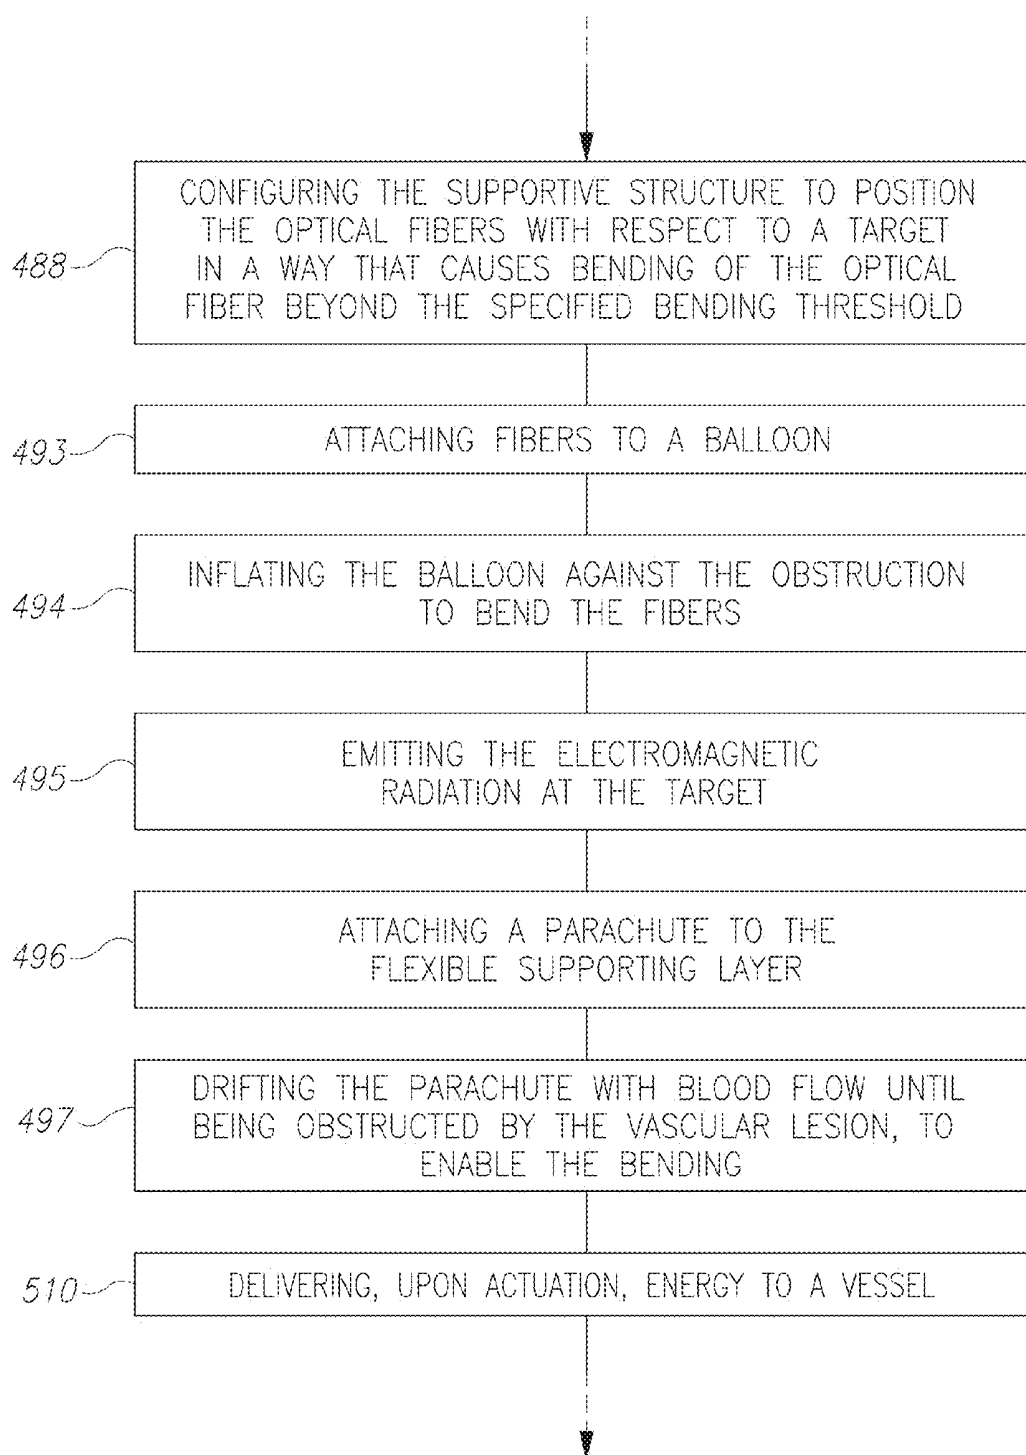 CONFIGURING THE SUPPORTIVE STRUCTURE TO POSITION
THE OPTICAL FIBERS WITH RESPECT TO A TARGET
IN A WAY THAT CAUSES BENDING OF THE OPTICAL
FIBER BEYOND THE SPECIFIED BENDING THRESHOLD
488
ATTACHING FIBERS TO A BALLOON
493
INFLATING THE BALLOON AGAINST THE OBSTRUCTION
TO BEND THE FIBERS
494
EMITTING THE ELECTROMAGNETIC
RADIATION AT THE TARGET
495
ATTACHING A PARACHUTE TO THE
FLEXIBLE SUPPORTING LAYER
496
DRIFTING THE PARACHUTE WITH BLOOD FLOW UNTIL
BEING OBSTRUCTED BY THE VASCULAR LESION, TO
ENABLE THE BENDING
497
DELIVERING, UPON ACTUATION, ENERGY TO A VESSEL
510